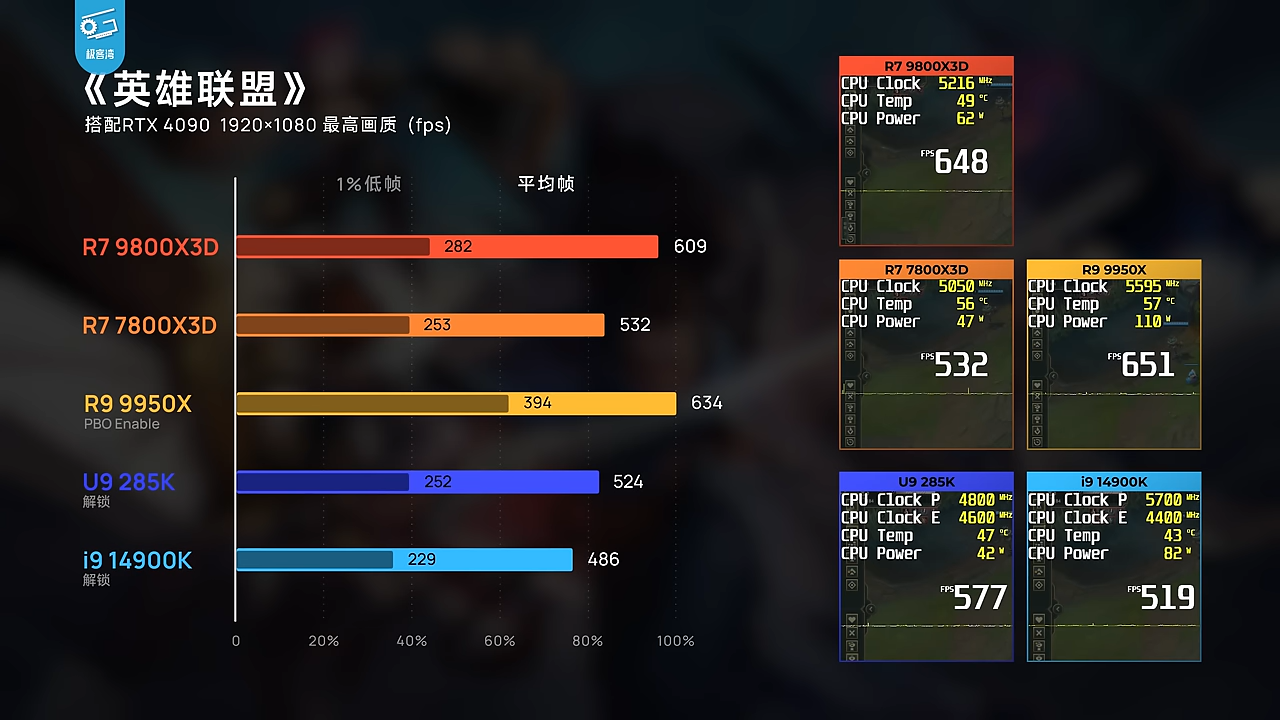 极客湾
《英雄联盟》
搭配RTX 4090 1920×1080 最高画质（fps）
1%低帧 平均帧
R7 9800X3D 282 609
R7 7800X3D 253 532
R9 9950X 394 634
PBO Enable
U9 285K 252 524
解锁
i9 14900K 229 486
解锁
0 20% 40% 60% 80% 100%
R7 9800X3D
CPU Clock 5216 MHz
CPU Temp 49 °C
CPU Power 62 W
FPS 648
R7 7800X3D
CPU Clock 5050 MHz
CPU Temp 56 °C
CPU Power 47 W
FPS 532
R9 9950X
CPU Clock 5595 MHz
CPU Temp 57 °C
CPU Power 110 W
FPS 651
U9 285K
CPU Clock P 4800 MHz
CPU Clock E 4600 MHz
CPU Temp 47 °C
CPU Power 42 W
FPS 577
i9 14900K
CPU Clock P 5700 MHz
CPU Clock E 4400 MHz
CPU Temp 43 °C
CPU Power 82 W
FPS 519